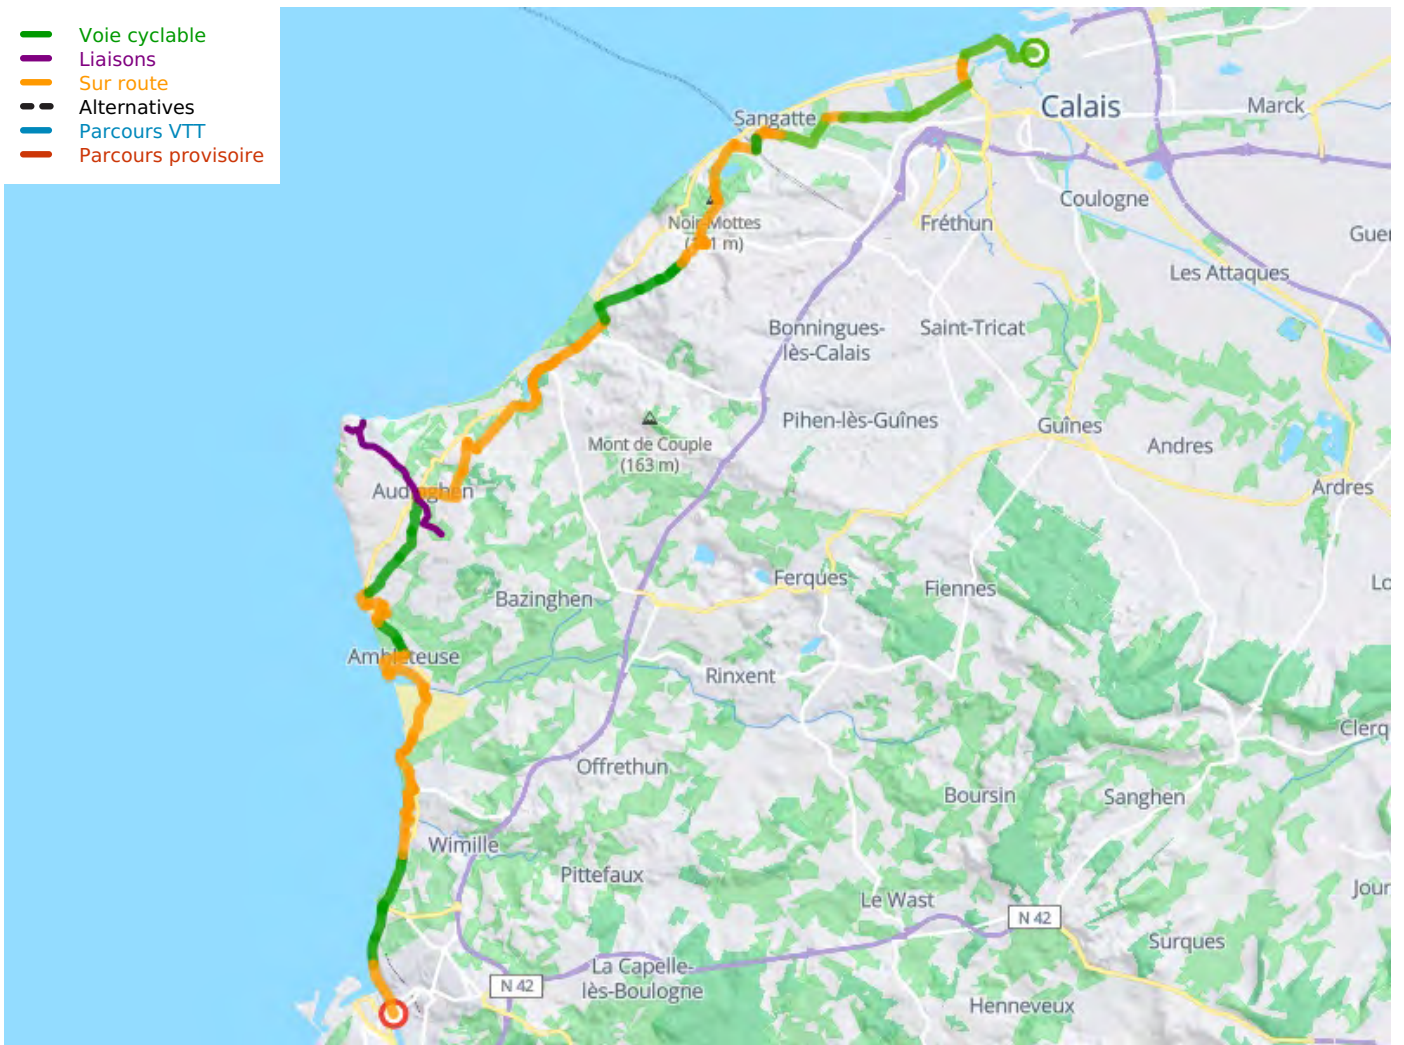 Voie cyclable
Liaisons
Sur route
Alternatives
Parcours VTT
Parcours provisoire
Calais
Marck
Sangatte
Coulogne
Fréthun
Les Attaques
Bonningues-
lès-Calais
Saint-Tricat
Pihen-lès-Guînes
Guînes
Andres
Mont de Couple
(163 m)
Ardres
Ferques
Fiennes
Bazinghen
Rinxent
Clerq
Offrethun
Boursin
Sanghen
Wimille
Pittefaux
Le Wast
Jour
N 42
Surques
La Capelle-
lès-Boulogne
N 42
Henneveux